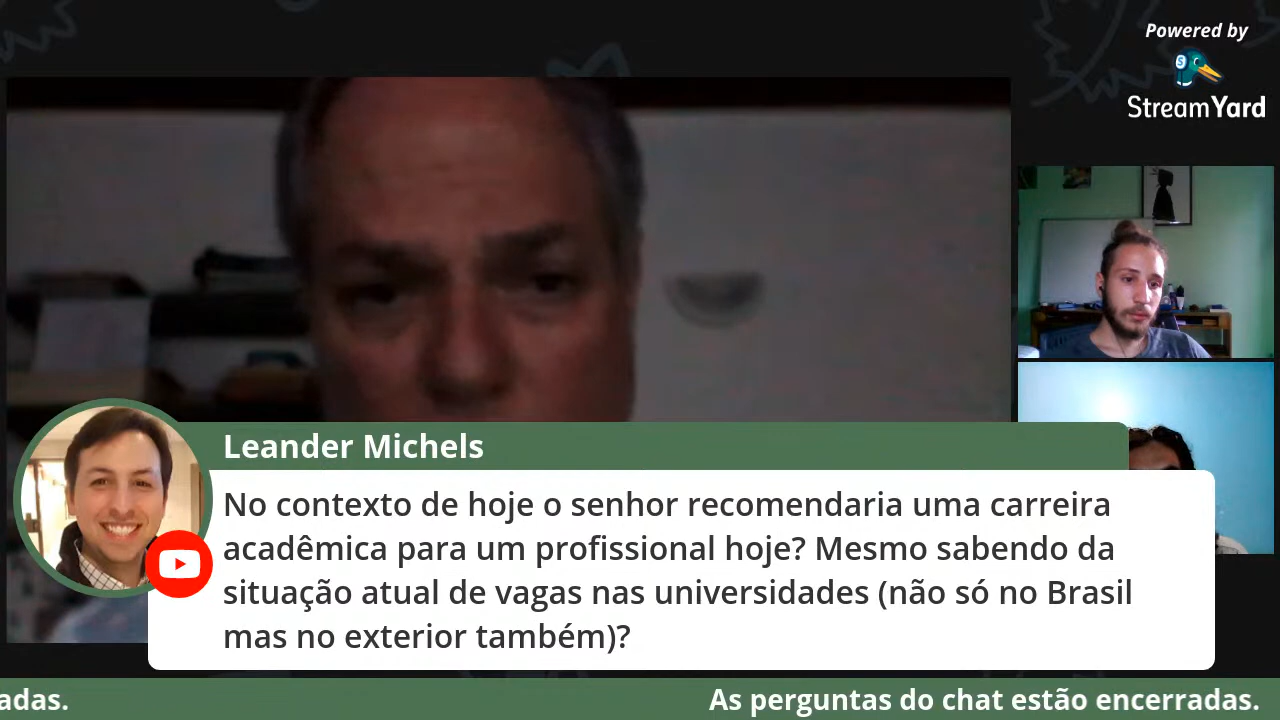 Powered by
StreamYard
Leander Michels
No contexto de hoje o senhor recomendaria uma carreira
acadêmica para um profissional hoje? Mesmo sabendo da
situação atual de vagas nas universidades (não só no Brasil
mas no exterior também)?
adas. As perguntas do chat estão encerradas.